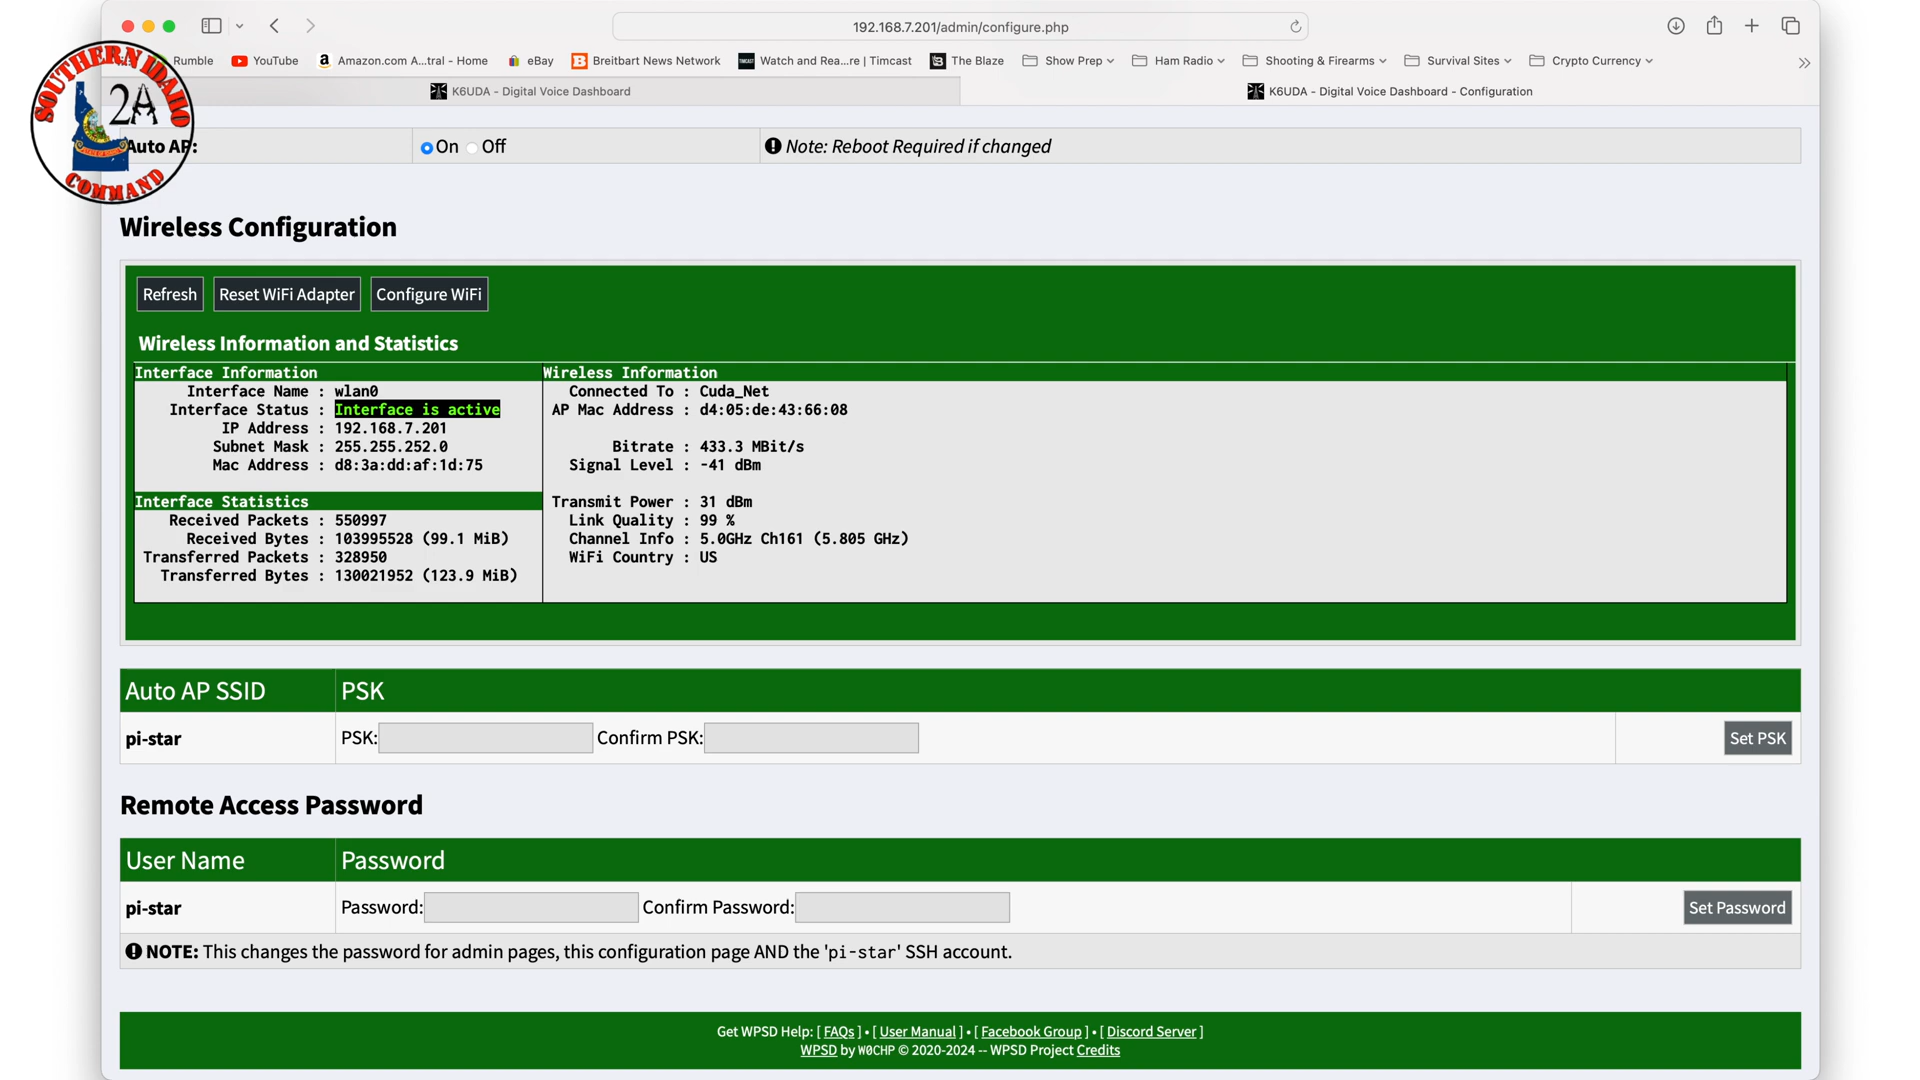 192.168.7.201/admin/configure.php
Rumble YouTube Amazon.com A...tral - Home eBay Breitbart News Network Watch and Rea...re | Timcast The Blaze Show Prep Ham Radio Shooting & Firearms Survival Sites Crypto Currency
K6UDA - Digital Voice Dashboard K6UDA - Digital Voice Dashboard - Configuration
SOUTHERN IDAHO
2A
COMMAND
Auto AP: On Off Note: Reboot Required if changed
Wireless Configuration
Refresh Reset WiFi Adapter Configure WiFi
Wireless Information and Statistics
Interface Information
Interface Name : wlan0
Interface Status : Interface is active
IP Address : 192.168.7.201
Subnet Mask : 255.255.252.0
Mac Address : d8:3a:dd:af:1d:75
Interface Statistics
Received Packets : 550997
Received Bytes : 103995528 (99.1 MiB)
Transferred Packets : 328950
Transferred Bytes : 130021952 (123.9 MiB)
Wireless Information
Connected To : Cuda_Net
AP Mac Address : d4:05:de:43:66:08
Bitrate : 433.3 MBit/s
Signal Level : -41 dBm
Transmit Power : 31 dBm
Link Quality : 99 %
Channel Info : 5.0GHz Ch161 (5.805 GHz)
WiFi Country : US
Auto AP SSID PSK
pi-star PSK: Confirm PSK: Set PSK
Remote Access Password
User Name Password
pi-star Password: Confirm Password: Set Password
NOTE: This changes the password for admin pages, this configuration page AND the 'pi-star' SSH account.
Get WPSD Help: [ FAQs ] • [ User Manual ] • [ Facebook Group ] • [ Discord Server ]
WPSD by W0CHP © 2020-2024 -- WPSD Project Credits